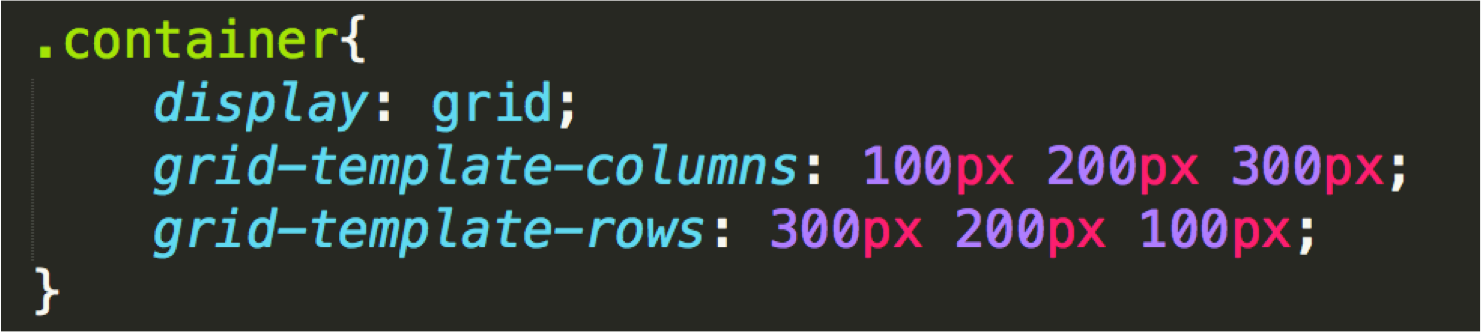 .container{
display: grid;
grid-template-columns: 100px 200px 300px;
grid-template-rows: 300px 200px 100px;
}